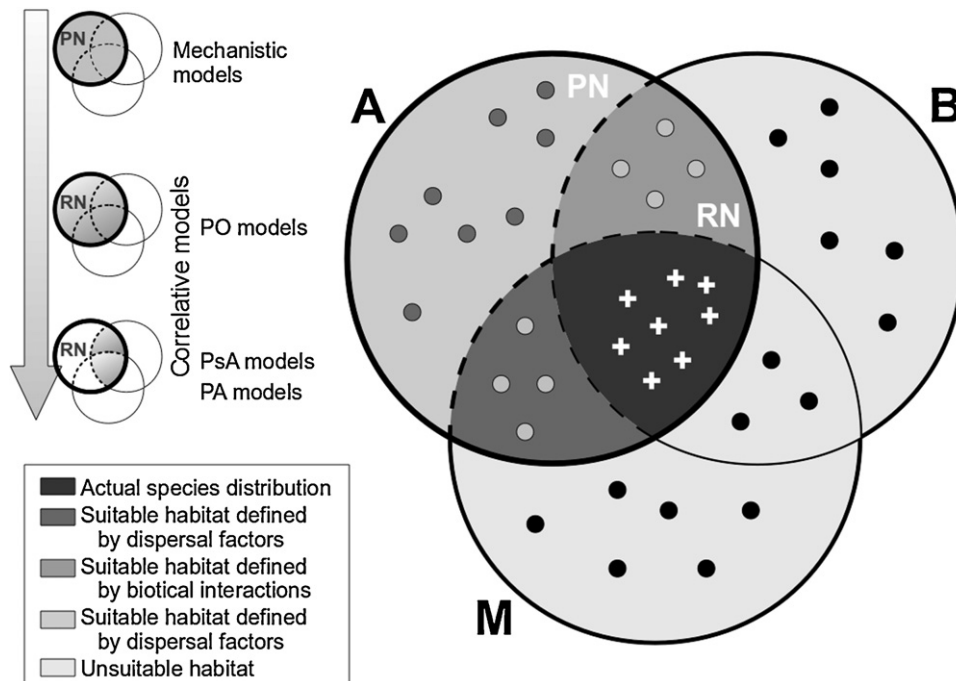 PN
Mechanistic
models
RN
PO models
Correlative models
RN
PsA models
PA models
A
PN
B
RN
M
Actual species distribution
Suitable habitat defined
by dispersal factors
Suitable habitat defined
by biotical interactions
Suitable habitat defined
by dispersal factors
Unsuitable habitat